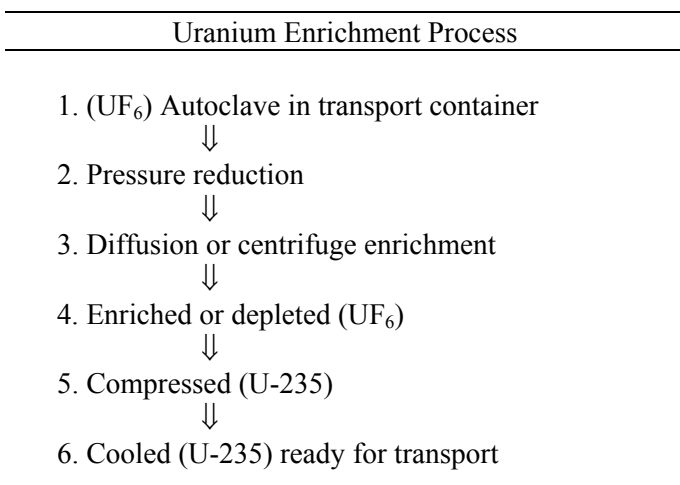 Uranium Enrichment Process
1. (UF₆) Autoclave in transport container
⇓
2. Pressure reduction
⇓
3. Diffusion or centrifuge enrichment
⇓
4. Enriched or depleted (UF₆)
⇓
5. Compressed (U-235)
⇓
6. Cooled (U-235) ready for transport